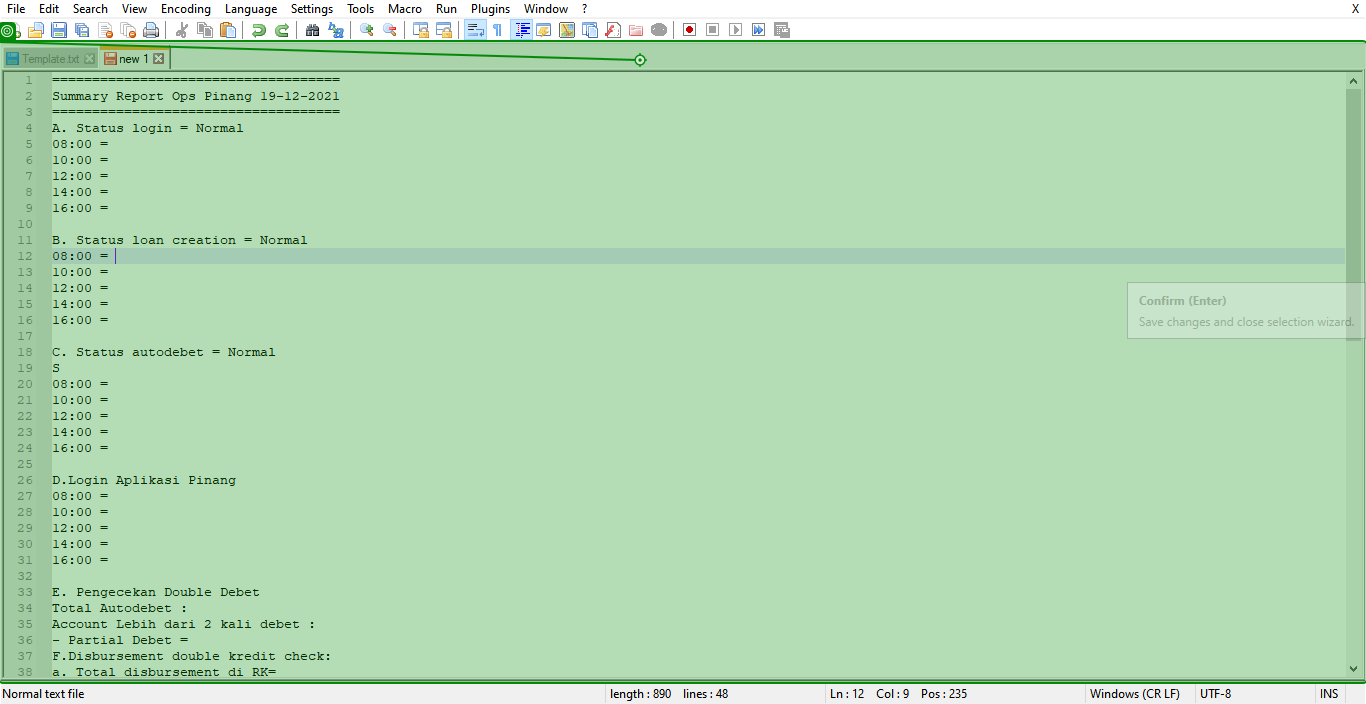 File Edit Search View Encoding Language Settings Tools Macro Run Plugins Window ? X
Template.txt new 1
1 ====================================
2 Summary Report Ops Pinang 19-12-2021
3 ====================================
4 A. Status login = Normal
5 08:00 =
6 10:00 =
7 12:00 =
8 14:00 =
9 16:00 =
10
11 B. Status loan creation = Normal
12 08:00 =
13 10:00 =
14 12:00 =
15 14:00 =
16 16:00 =
17
18 C. Status autodebet = Normal
19 S
20 08:00 =
21 10:00 =
22 12:00 =
23 14:00 =
24 16:00 =
25
26 D.Login Aplikasi Pinang
27 08:00 =
28 10:00 =
29 12:00 =
30 14:00 =
31 16:00 =
32
33 E. Pengecekan Double Debet
34 Total Autodebet :
35 Account Lebih dari 2 kali debet :
36 - Partial Debet =
37 F.Disbursement double kredit check:
38 a. Total disbursement di RK=
Confirm (Enter)
Save changes and close selection wizard.
Normal text file length : 890 lines : 48 Ln : 12 Col : 9 Pos : 235 Windows (CR LF) UTF-8 INS